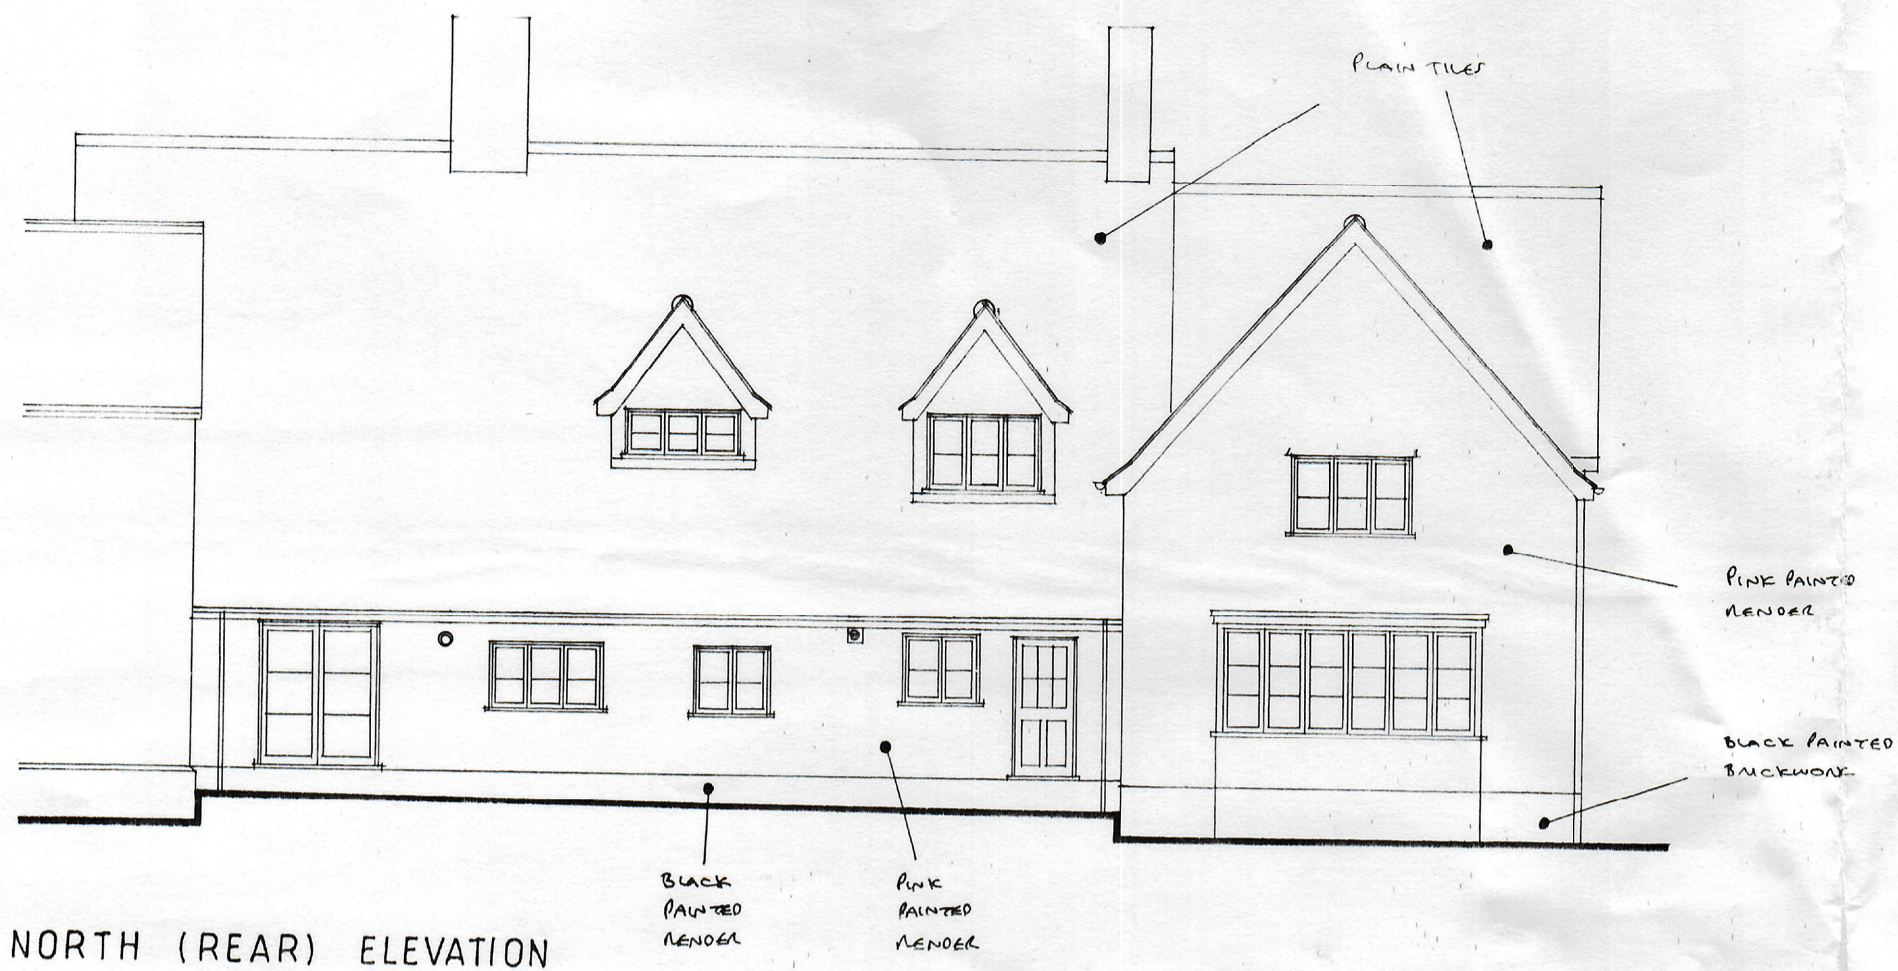 PLAIN TILES
PINK PAINTED
RENDER
BLACK PAINTED
BRICKWORK
BLACK
PAINTED
RENDER
PINK
PAINTED
RENDER
NORTH (REAR) ELEVATION